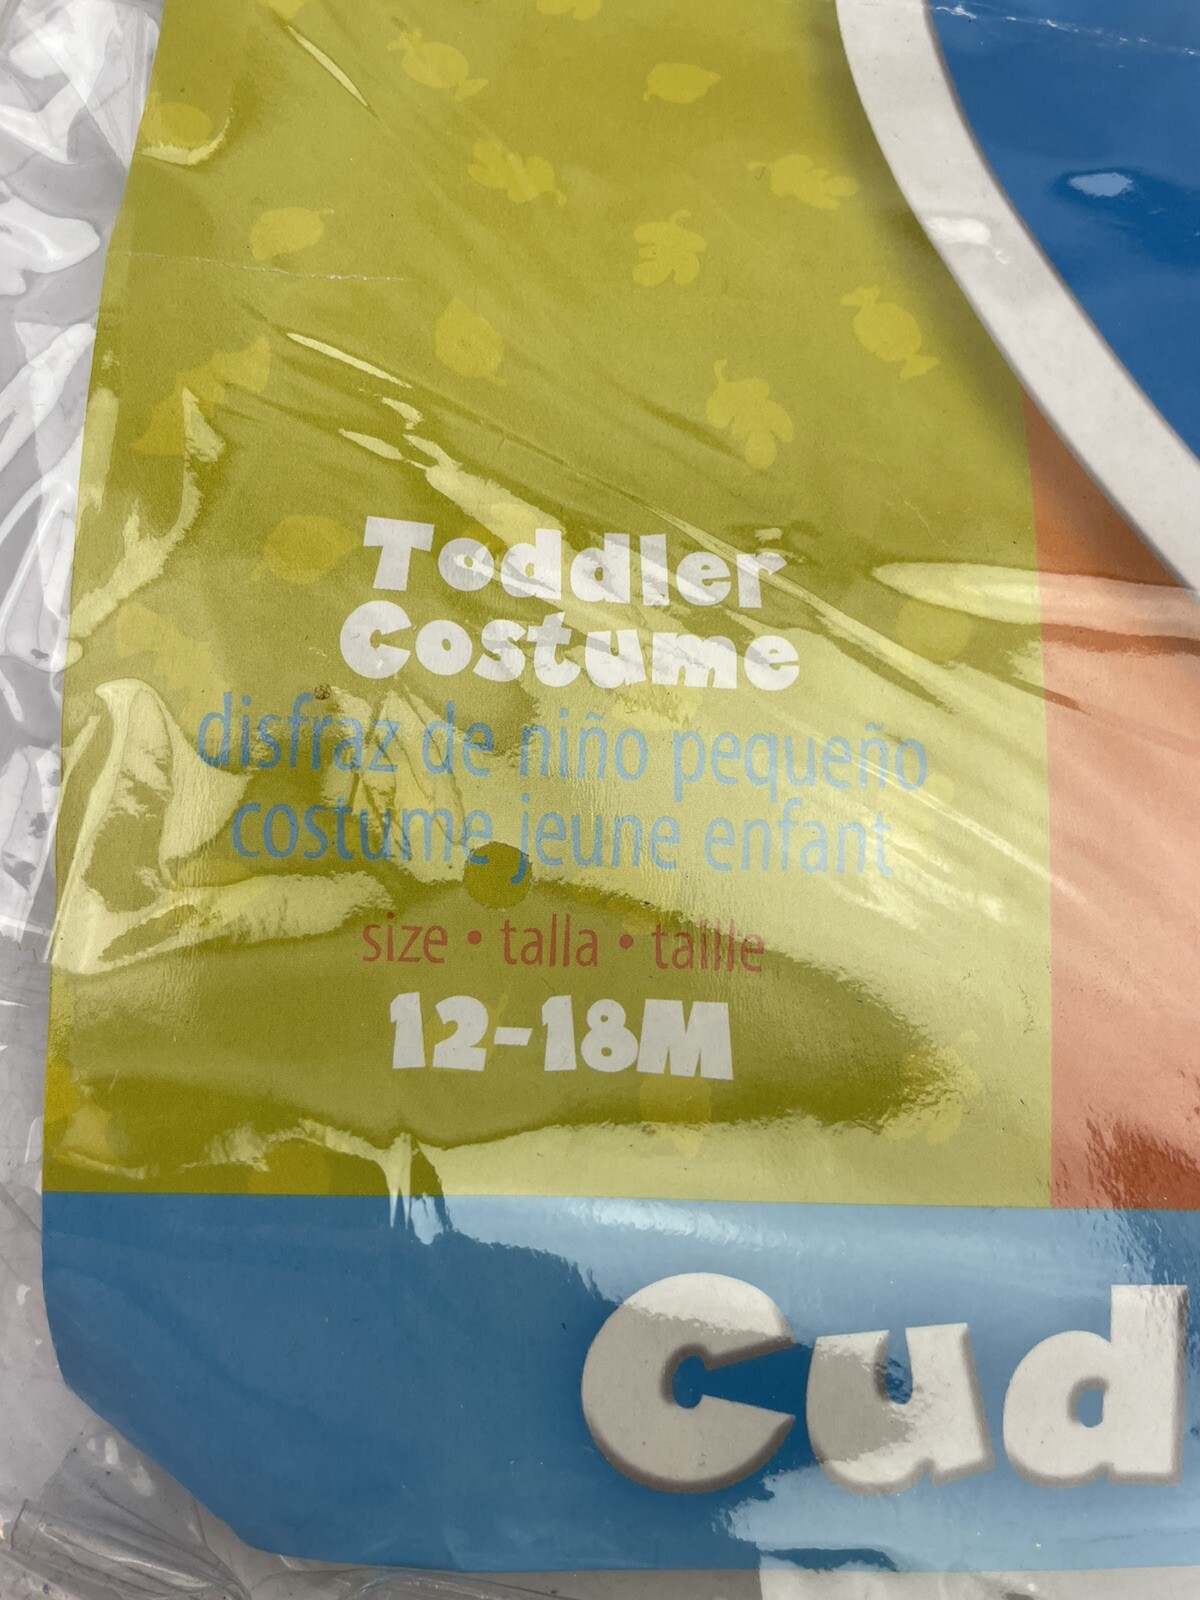 Toddler
Costume
disfraz de niño pequeño
costume jeune enfant
size • talla • taille
12-18M
Cud